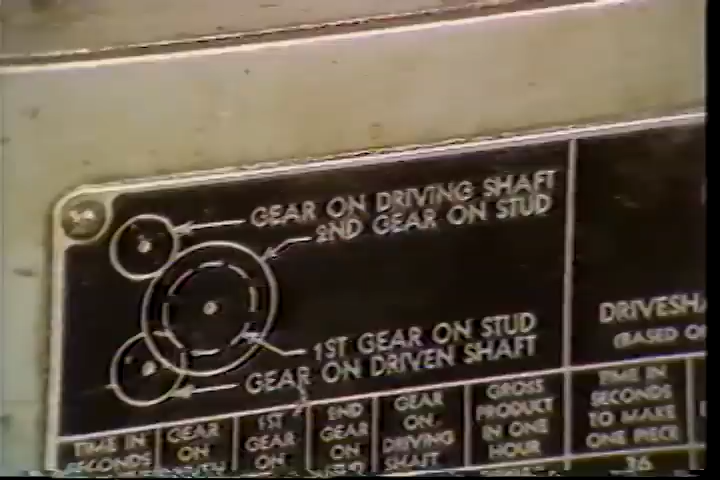 GEAR ON DRIVING SHAFT
2ND GEAR ON STUD
1ST GEAR ON STUD
GEAR ON DRIVEN SHAFT
(BASED
TIME IN
SECONDS
GEAR
ON
1ST
GEAR
ON
2ND
GEAR
ON
GEAR
ON
DRIVING
SHAFT
GROSS
PRODUCT
IN ONE
HOUR
TIME IN
SECONDS
TO MAKE
ONE PIECE